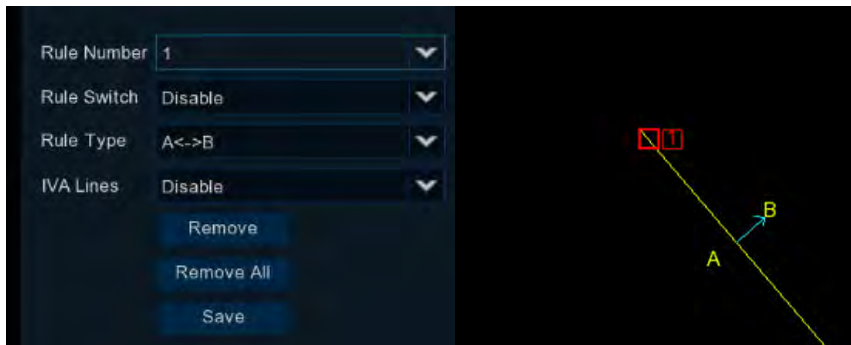 Rule Number 1
Rule Switch Disable
Rule Type A<->B
IVA Lines Disable
Remove
Remove All
Save
1
B
A